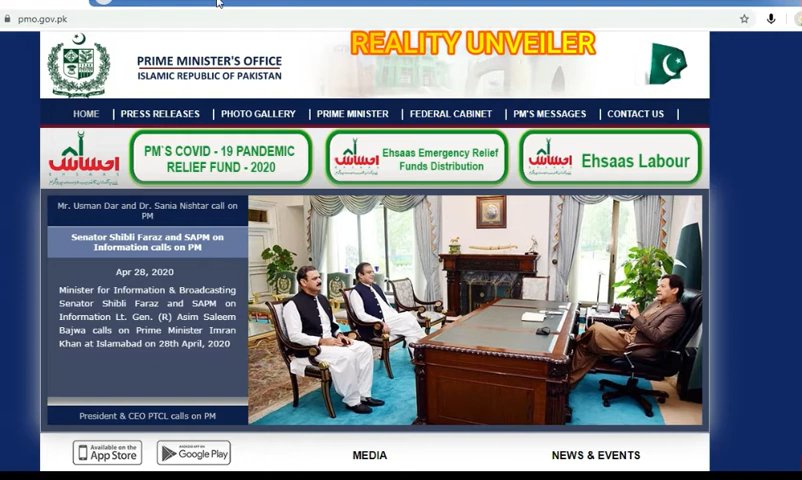 pmo.gov.pk
REALITY UNVEILER
PRIME MINISTER'S OFFICE
ISLAMIC REPUBLIC OF PAKISTAN
HOME
PRESS RELEASES
PHOTO GALLERY
PRIME MINISTER
FEDERAL CABINET
PM'S MESSAGES
CONTACT US
احساس
PM`S COVID - 19 PANDEMIC
RELIEF FUND - 2020
احساس
Ehsaas Emergency Relief
Funds Distribution
احساس
Ehsaas Labour
Mr. Usman Dar and Dr. Sania Nishtar call on
PM
Senator Shibli Faraz and SAPM on
Information calls on PM
Apr 28, 2020
Minister for Information & Broadcasting
Senator Shibli Faraz and SAPM on
Information Lt. Gen. (R) Asim Saleem
Bajwa calls on Prime Minister Imran
Khan at Islamabad on 28th April, 2020
President & CEO PTCL calls on PM
Available on the
App Store
Google Play
MEDIA
NEWS & EVENTS